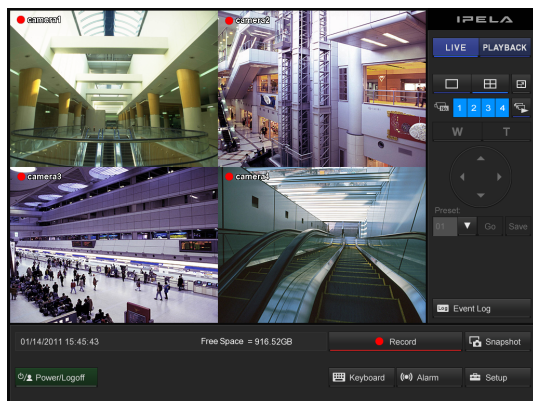 camera1
camera2
IPELA
LIVE
PLAYBACK
1 2 3 4
W
T
camera3
camera4
Preset
01
Go
Save
Log
Event Log
01/14/2011 15:45:43
Free Space = 916.52GB
Record
Snapshot
Power/Logoff
Keyboard
Alarm
Setup